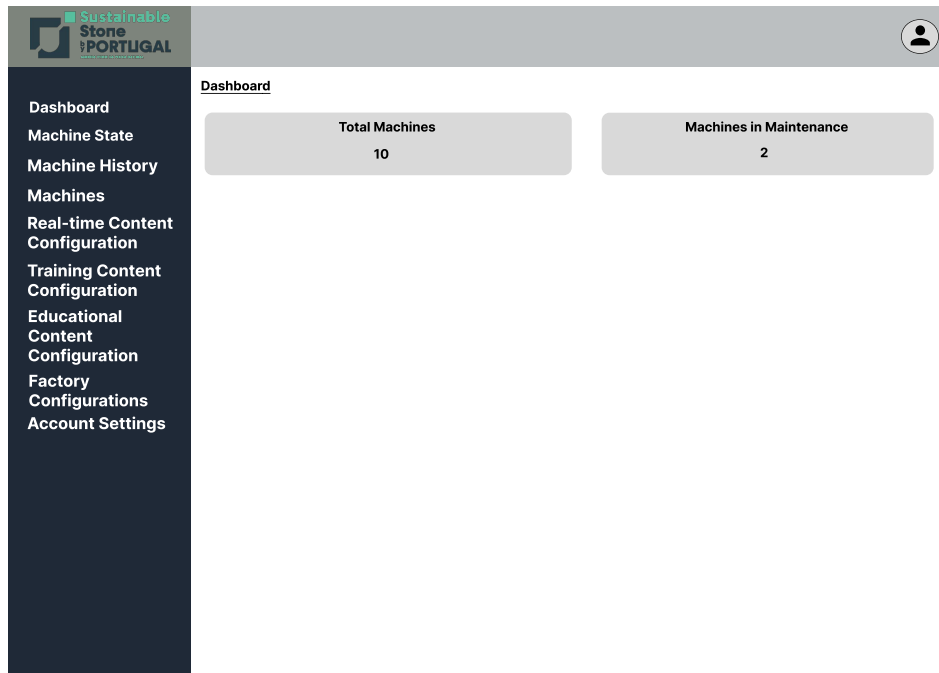 Sustainable
Stone
by PORTUGAL
Dashboard
Machine State
Machine History
Machines
Real-time Content
Configuration
Training Content
Configuration
Educational
Content
Configuration
Factory
Configurations
Account Settings
Dashboard
Total Machines
10
Machines in Maintenance
2